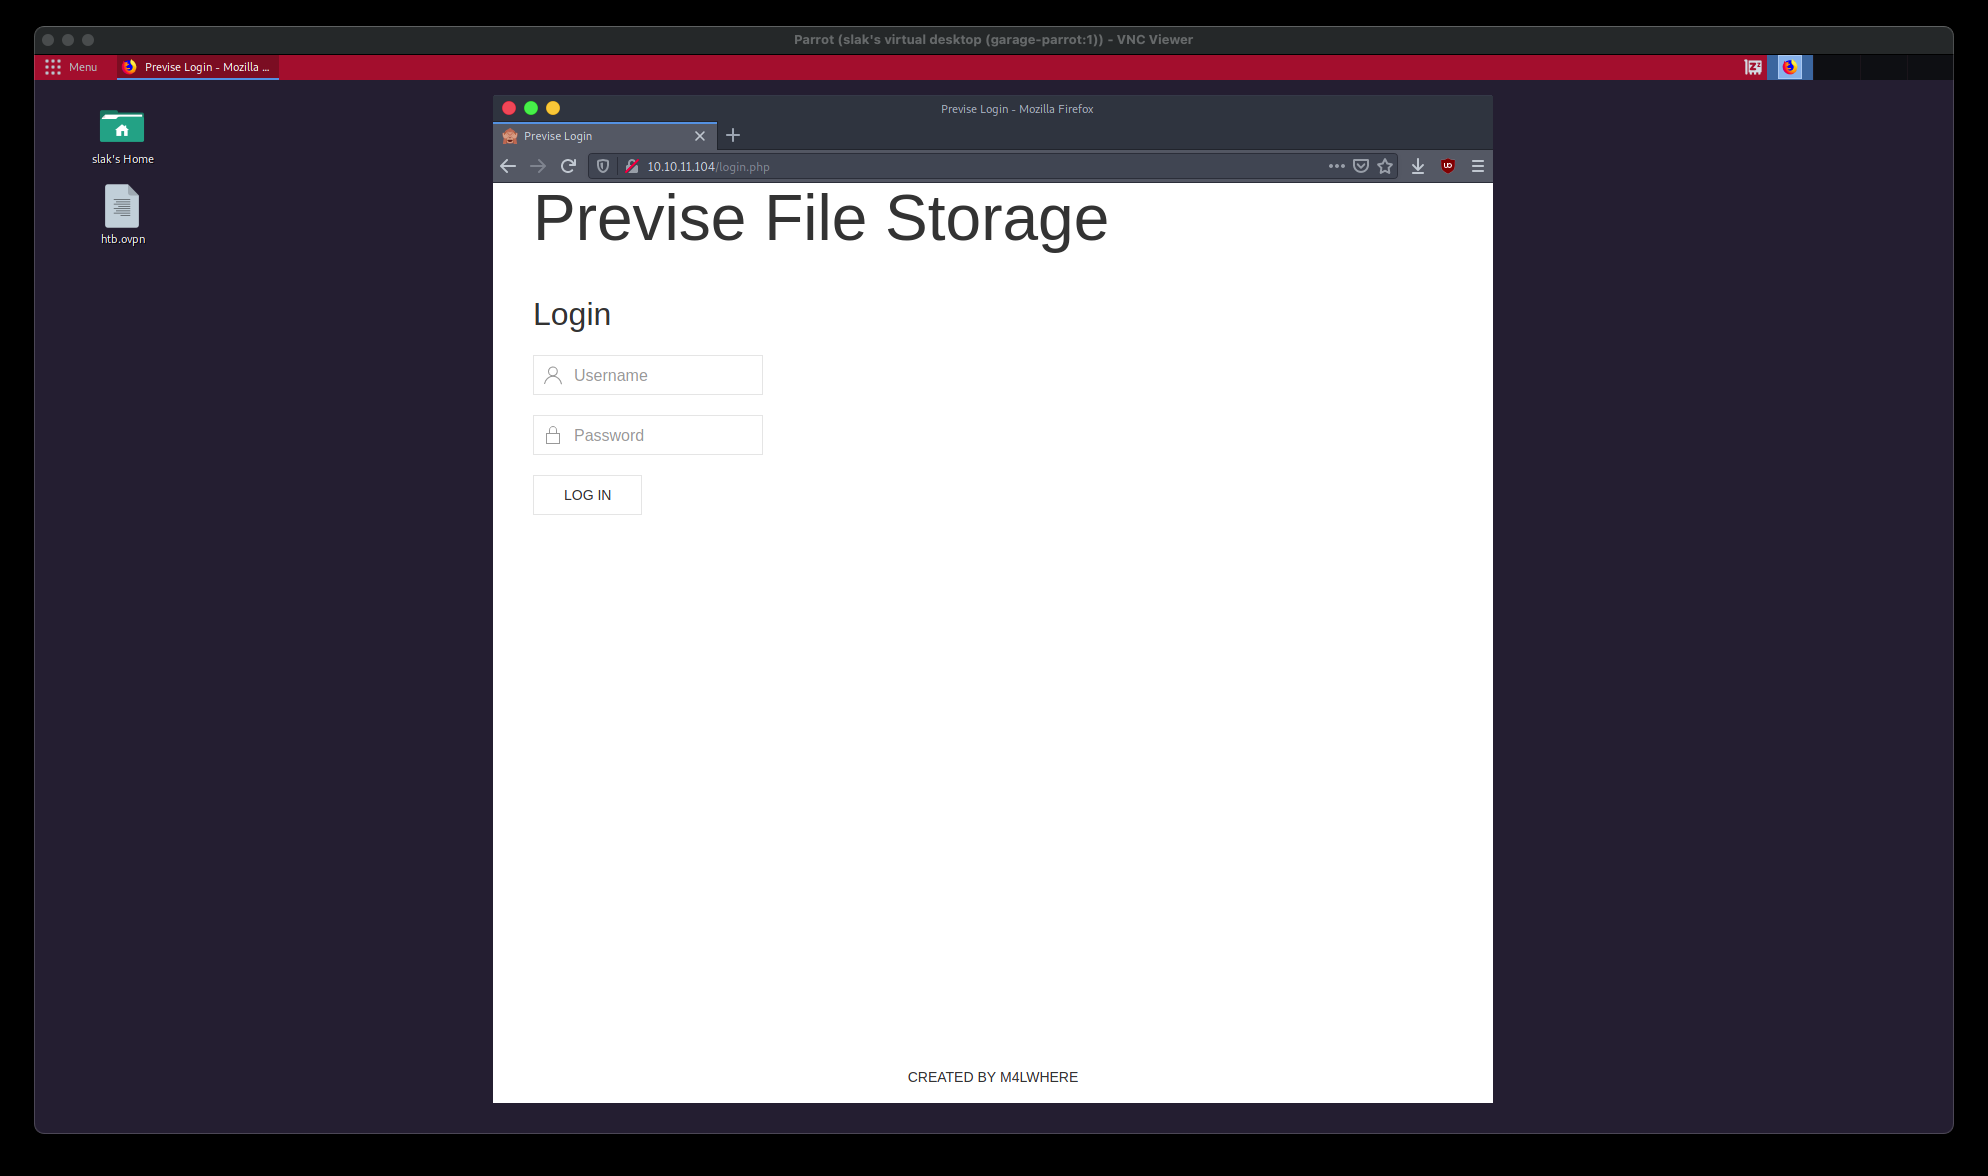 Parrot (slak's virtual desktop (garage-parrot:1)) - VNC Viewer
Menu
Previse Login - Mozilla ...
slak's Home
htb.ovpn
Previse Login - Mozilla Firefox
Previse Login
10.10.11.104/login.php
Previse File Storage
Login
Username
Password
LOG IN
CREATED BY M4LWHERE